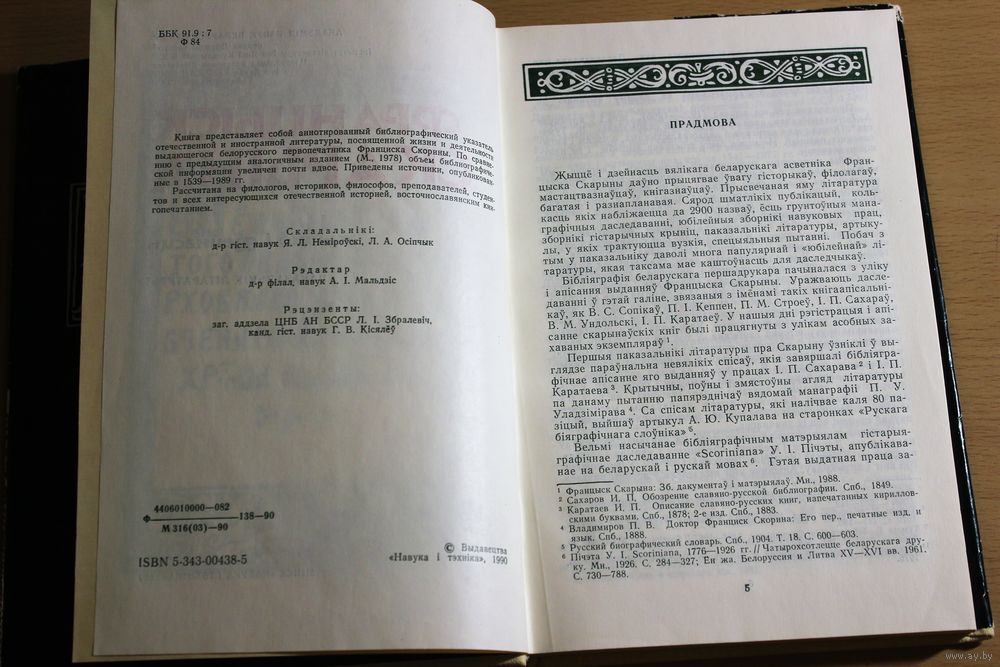 ББК 91.9 : 7
Ф 84
Книга представляет собой аннотированный библиографический указатель
отечественной и иностранной литературы, посвященной жизни и деятельности
выдающегося белорусского первопечатника Франциска Скорины. По сравне-
нию с предыдущим аналогичным изданием (М., 1978) объем библиографичес-
кой информации увеличен почти вдвое. Приведены источники, опубликован-
ные в 1539—1989 гг.
Рассчитана на филологов, историков, философов, преподавателей, студен-
тов и всех интересующихся отечественной историей, восточнославянским кни-
гопечатанием.
Складальнікі:
д-р гіст. навук Я. Л. Неміроўскі, Л. А. Осіпчык
Рэдактар
д-р філал. навук А. І. Мальдзіс
Рэцэнзенты:
заг. аддзела ЦНБ АН БССР Л. І. Збралевіч,
канд. гіст. навук Г. В. Кісялёў
4406010000—082
Ф———138—90
М 316(03)—90
ISBN 5-343-00438-5
© Выдавецтва
«Навука і тэхніка», 1990
ПРАДМОВА
Жыццё і дзейнасць вялікага беларускага асветніка Фран-
цыска Скарыны даўно прыцягвае ўвагу гісторыкаў, філолагаў,
мастацтвазнаўцаў, кнігазнаўцаў. Прысвечаная яму літаратура
багатая і разнапланавая. Сярод шматлікіх публікацый, коль-
касць якіх набліжаецца да 2900 назваў, ёсць грунтоўныя мана-
графічныя даследаванні, юбілейныя зборнікі навуковых прац,
зборнікі гістарычных крыніц, паказальнікі літаратуры, артыку-
лы, у якіх трактуюцца вузкія, спецыяльныя пытанні. Побач з
тым у паказальніку даволі многа папулярнай і «юбілейнай» лі-
таратуры, якая таксама мае каштоўнасць для даследчыкаў.
Бібліяграфія беларускага першадрукара пачыналася з уліку
і апісання выданняў Францыска Скарыны. Уражваюць дасле-
даванні ў гэтай галіне, звязаныя з імёнамі такіх кнігаапісальні-
каў, як В. С. Сопікаў, П. І. Кеппен, П. М. Строеў, І. П. Сахараў,
В. М. Ундольскі, І. П. Каратаеў. У нашыя дні рэгістрацыя і апі-
санне скарынаўскіх кніг былі працягнуты з улікам асобных за-
хаваных экземпляраў 1.
Першыя паказальнікі літаратуры пра Скарыну ўзніклі ў вы-
глядзе параўнальна невялікіх спісаў, якія завяршалі бібліягра-
фічнае апісанне яго выданняў у працах І. П. Сахарава 2 і І. П.
Каратаева 3. Крытычны, поўны і змястоўны агляд літаратуры
па данаму пытанню папярэднічаў вядомай манаграфіі П. У.
Уладзімірава 4. Са спісам літаратуры, які налічвае каля 80 па-
зіцый, выйшаў артыкул А. Ю. Купалава на старонках «Рускага
біяграфічнага слоўніка» 5.
Вельмі насычанае бібліяграфічным матэрыялам гістарыя-
графічнае даследаванне «Scoriniana» У. І. Пічэты, апублікава-
нае на беларускай і рускай мовах 6. Гэтая выдатная праца за-
1 Францыск Скарына: Зб. дакументаў і матэрыялаў. Мн., 1988.
2 Сахаров И. П. Обозрение славяно-русской библиографии. Спб., 1849.
3 Каратаев И. П. Описание славяно-русских книг, напечатанных кирилловс-
кими буквами. Спб., 1878; 2-е изд. Спб., 1883.
4 Владимиров П. В. Доктор Франциск Скорина: Его пер., печатные изд. и
язык. Спб., 1888.
5 Русский биографический словарь. Спб., 1904. Т. 18. С. 600—603.
6 Пічэта У. І. Scoriniana, 1776—1926 гг // Чатырохсотлецце беларускага дру-
ку. Мн., 1926. С. 284—327; Ён жа. Белоруссия и Литва XV—XVI вв. 1961.
С. 730—788.
5
www.ay.by